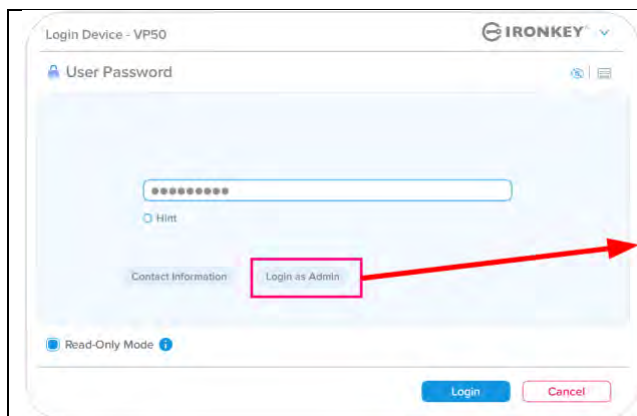 Login Device - VP50
IRONKEY
User Password
Hint
Contact Information
Login as Admin
Read-Only Mode
Login
Cancel